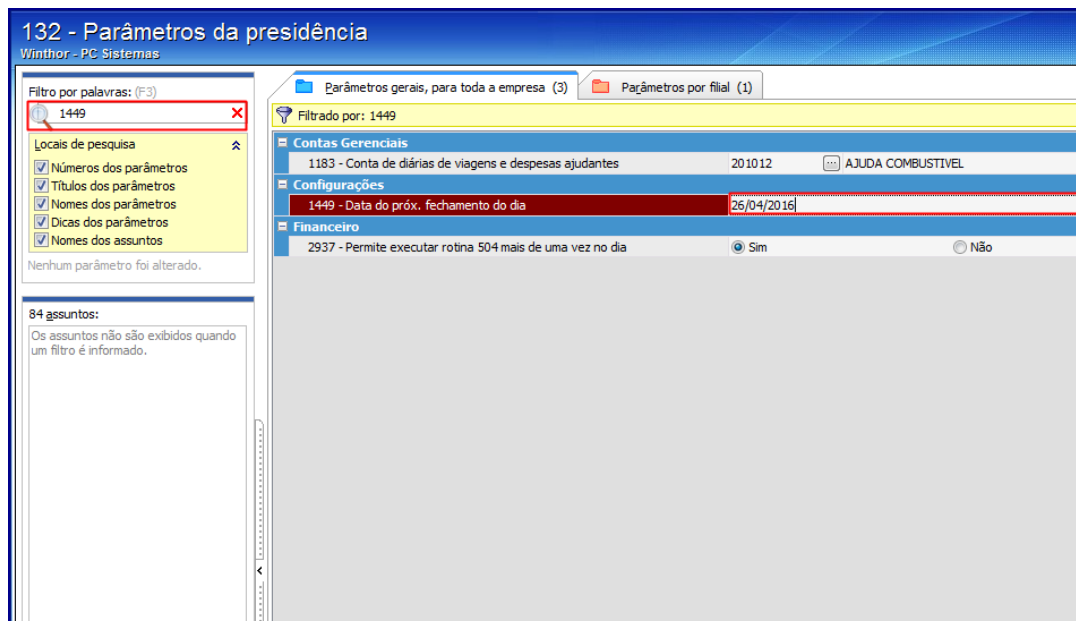 132 - Parâmetros da presidência
Winthor - PC Sistemas
Filtro por palavras: (F3)
1449
Locais de pesquisa
Números dos parâmetros
Títulos dos parâmetros
Nomes dos parâmetros
Dicas dos parâmetros
Nomes dos assuntos
Nenhum parâmetro foi alterado.
84 assuntos:
Os assuntos não são exibidos quando
um filtro é informado.
Parâmetros gerais, para toda a empresa (3)
Parâmetros por filial (1)
Filtrado por: 1449
Contas Gerenciais
1183 - Conta de diárias de viagens e despesas ajudantes 201012 ... AJUDA COMBUSTIVEL
Configurações
1449 - Data do próx. fechamento do dia 26/04/2016
Financeiro
2937 - Permite executar rotina 504 mais de uma vez no dia Sim Não